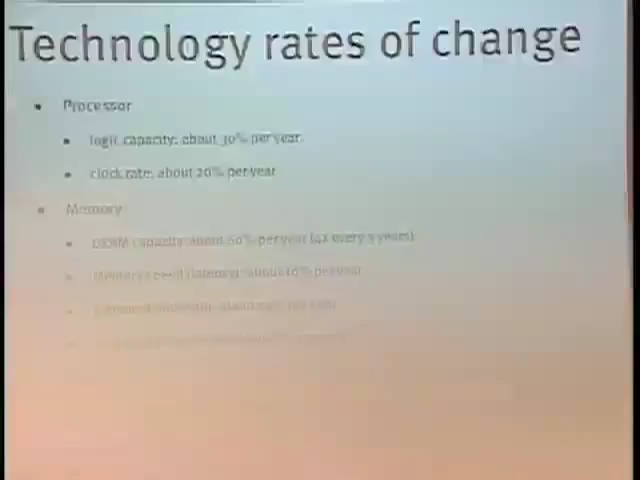 Technology rates of change
• Processor
• logic capacity: about 30% per year
• clock rate: about 20% per year
• Memory
• DRAM capacity: about 60% per year (4x every 3 years)
• Memory speed (latency): about 10% per year